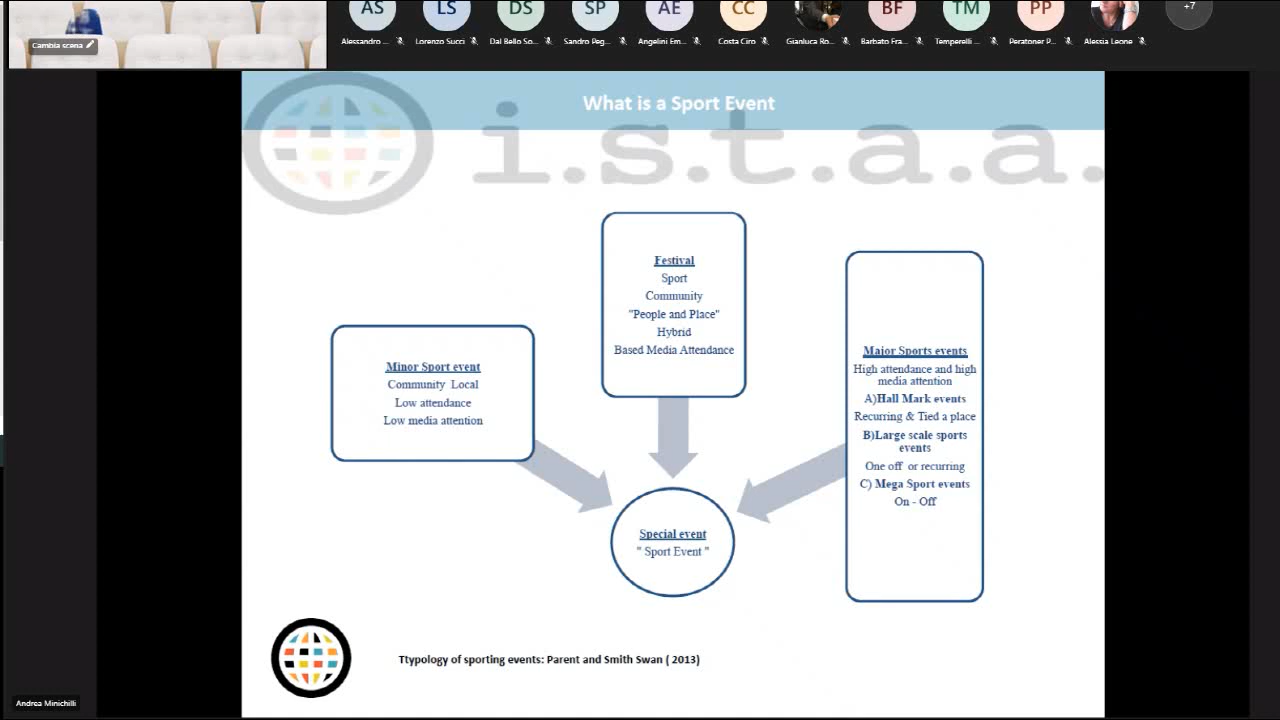 Cambia scena
AS
LS
DS
SP
AE
CC
BF
TM
PP
+7
Alessandro ...
Lorenzo Succi
Dal Bello So...
Sandro Peg...
Angelini Em...
Costa Ciro
Gianluca Ro...
Barbato Fra...
Temperelli ...
Peratoner P...
Alessia Leone
What is a Sport Event
i.s.t.a.a.
Festival
Sport
Community
"People and Place"
Hybrid
Based Media Attendance
Minor Sport event
Community Local
Low attendance
Low media attention
Major Sports events
High attendance and high
media attention
A)Hall Mark events
Recurring & Tied a place
B)Large scale sports
events
One off or recurring
C) Mega Sport events
On - Off
Special event
" Sport Event "
Ttypology of sporting events: Parent and Smith Swan ( 2013)
Andrea Minichilli